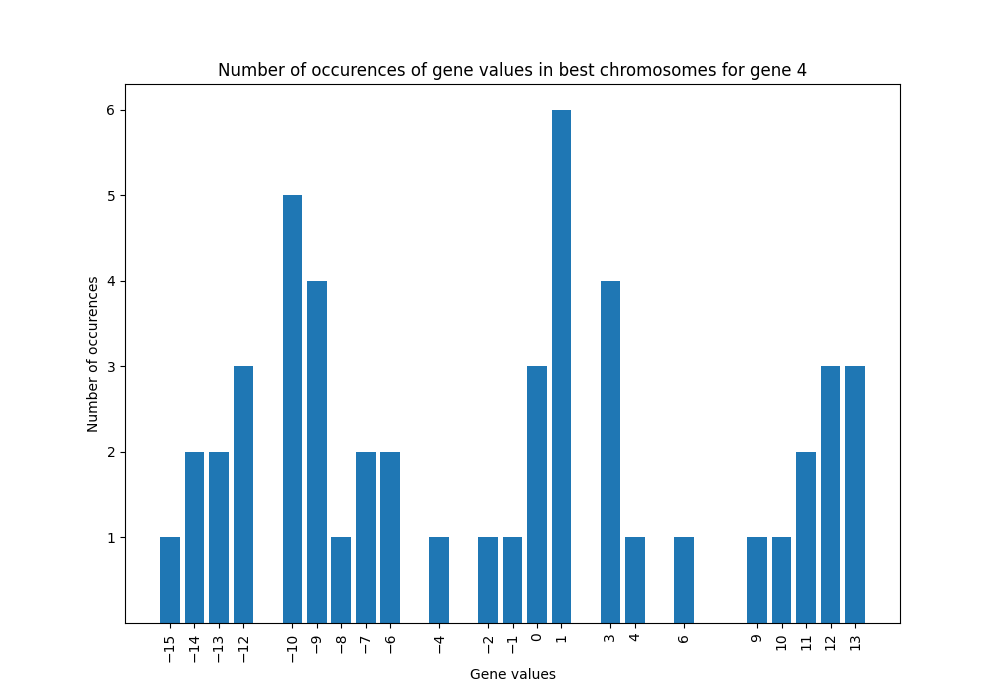 Number of occurences of gene values in best chromosomes for gene 4
6
5
4
3
2
1
Number of occurences
−15 −14 −13 −12 −10 −9 −8 −7 −6 −4 −2 −1 0 1 3 4 6 9 10 11 12 13
Gene values